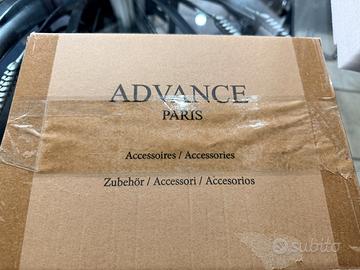 ADVANCE
PARIS
Accessoires / Accessories
Zubehör / Accessori / Accesorios
subito